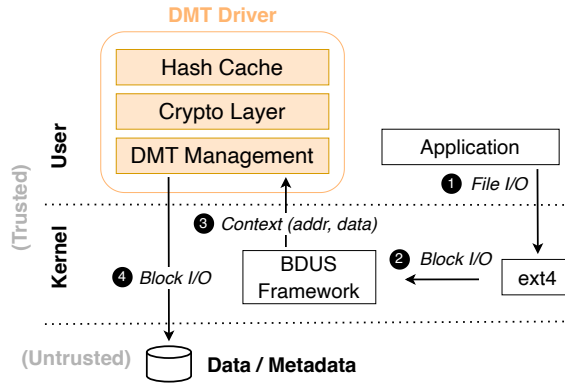 DMT Driver
Hash Cache
Crypto Layer
DMT Management
Application
User
(Trusted)
1 File I/O
3 Context (addr, data)
Kernel
BDUS
Framework
2 Block I/O
ext4
4 Block I/O
(Untrusted)
Data / Metadata